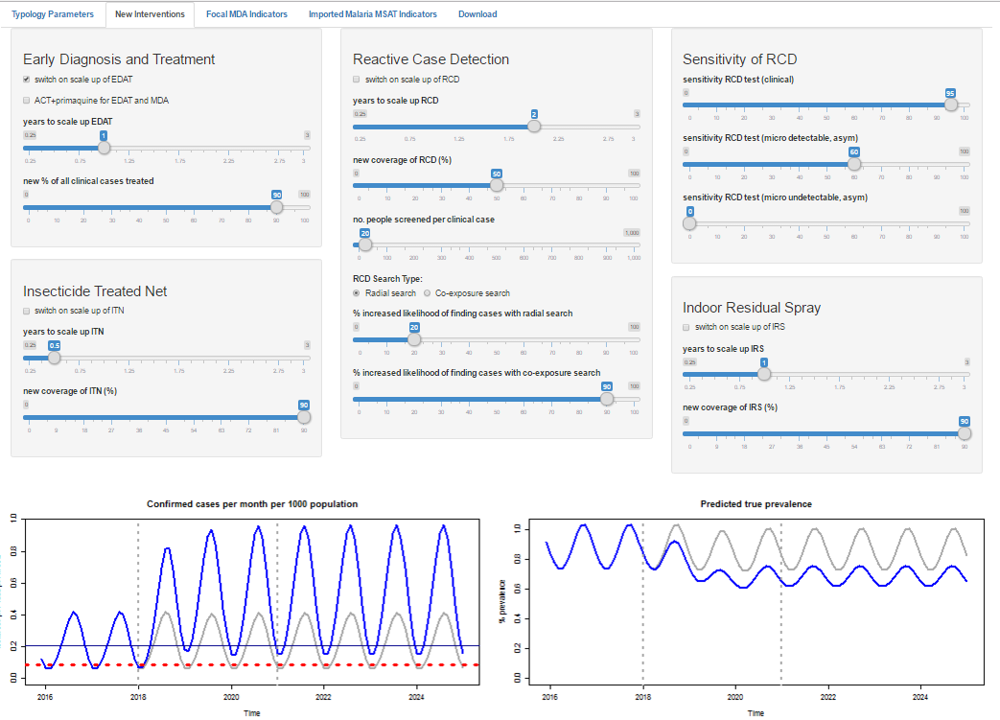 Typology Parameters New Interventions Focal MDA Indicators Imported Malaria MSAT Indicators Download
Early Diagnosis and Treatment
switch on scale up of EDAT
ACT+primaquine for EDAT and MDA
years to scale up EDAT
0.25 1 3
0.25 0.75 1.25 1.75 2.25 2.75 3
new % of all clinical cases treated
0 90 100
0 10 20 30 40 50 60 70 80 90 100
Insecticide Treated Net
switch on scale up of ITN
years to scale up ITN
0.25 0.5 3
0.25 0.75 1.25 1.75 2.25 2.75 3
new coverage of ITN (%)
0 90
0 9 18 27 36 45 54 63 72 81 90
Reactive Case Detection
switch on scale up of RCD
years to scale up RCD
0.25 2 3
0.25 0.75 1.25 1.75 2.25 2.75 3
new coverage of RCD (%)
0 50 100
0 10 20 30 40 50 60 70 80 90 100
no. people screened per clinical case
20 1,000
0 100 200 300 400 500 600 700 800 900 1,000
RCD Search Type:
Radial search Co-exposure search
% increased likelihood of finding cases with radial search
0 20 100
0 10 20 30 40 50 60 70 80 90 100
% increased likelihood of finding cases with co-exposure search
0 90 100
0 10 20 30 40 50 60 70 80 90 100
Sensitivity of RCD
sensitivity RCD test (clinical)
0 95
0 10 20 30 40 50 60 70 80 90 100
sensitivity RCD test (micro detectable, asym)
0 60 100
0 10 20 30 40 50 60 70 80 90 100
sensitivity RCD test (micro undetectable, asym)
0 100
0 10 20 30 40 50 60 70 80 90 100
Indoor Residual Spray
switch on scale up of IRS
years to scale up IRS
0.25 1 3
0.25 0.75 1.25 1.75 2.25 2.75 3
new coverage of IRS (%)
0 90
0 9 18 27 36 45 54 63 72 81 90
Confirmed cases per month per 1000 population
1.0
0.8
0.6
0.4
0.2
0.0
2016 2018 2020 2022 2024
Time
Predicted true prevalence
% prevalence
1.0
0.8
0.6
0.4
0.2
0.0
2016 2018 2020 2022 2024
Time